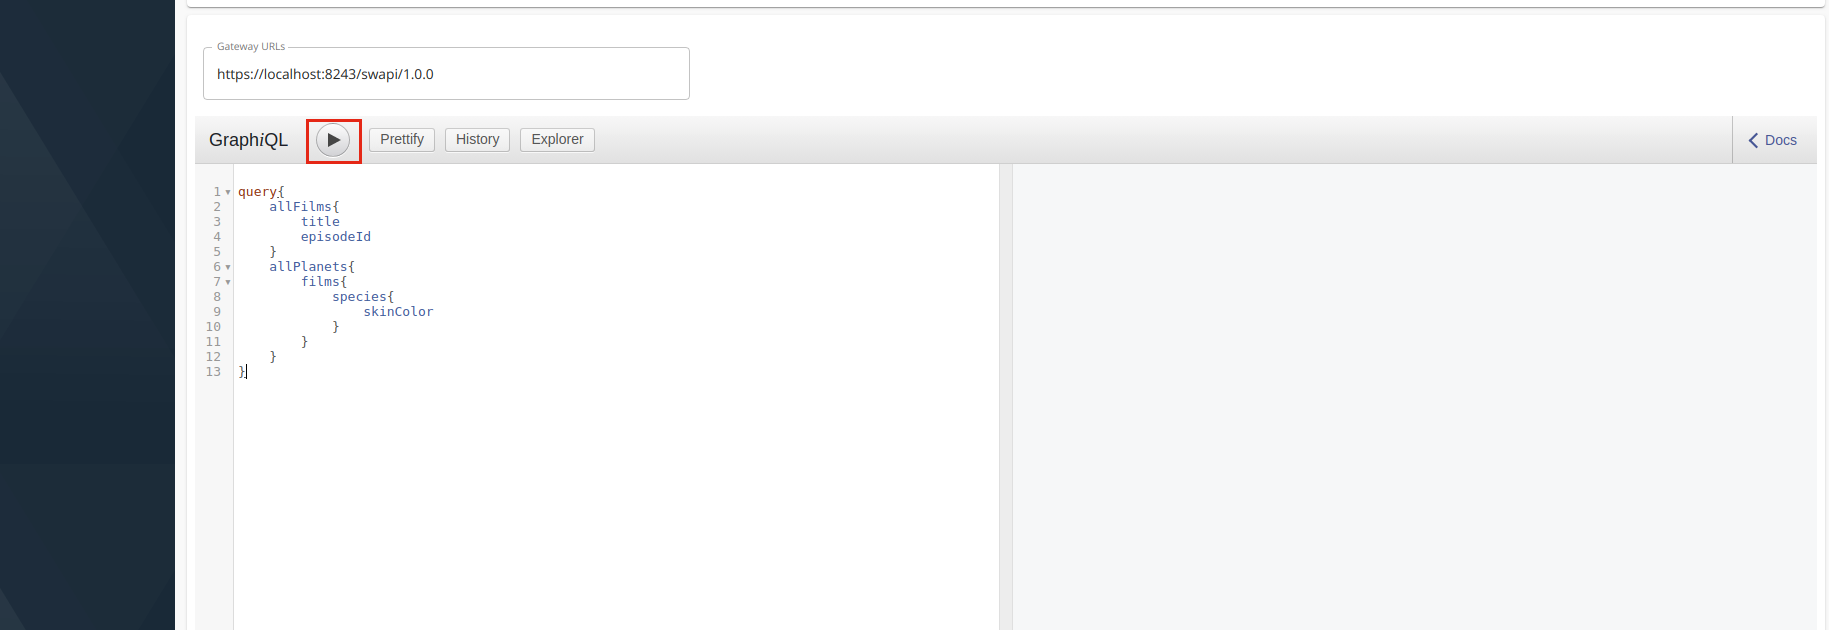 Gateway URLs
https://localhost:8243/swapi/1.0.0
GraphiQL Prettify History Explorer Docs
1 query{
2     allFilms{
3         title
4         episodeId
5     }
6     allPlanets{
7         films{
8             species{
9                 skinColor
10             }
11         }
12     }
13 }